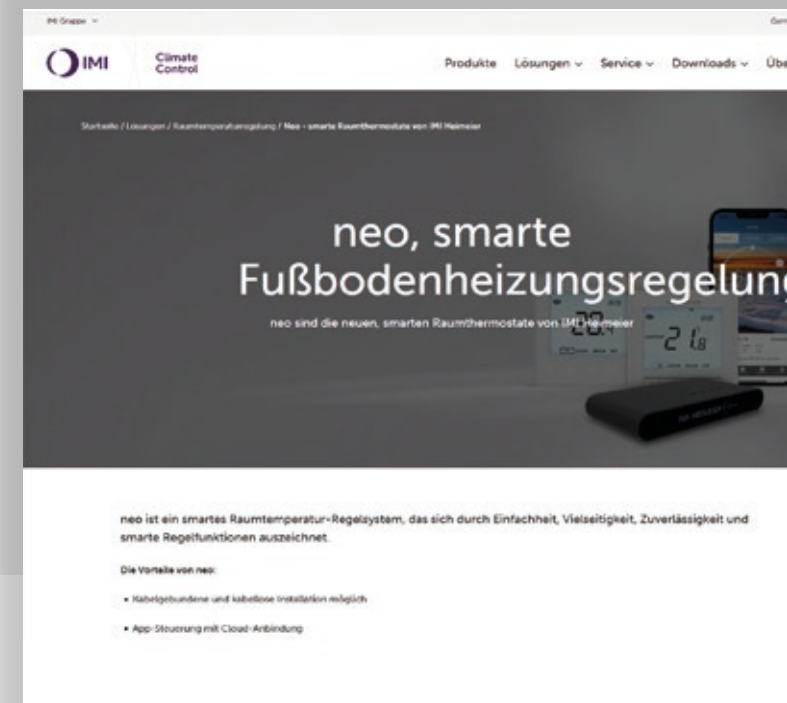 IMI Gruppe
IMI
Climate
Control
Produkte Lösungen Service Downloads Übe
Startseite / Lösungen / Raumtemperaturregelung / Neo - smarte Raumthermostate von IMI Heimeier
neo, smarte
Fußbodenheizungsregelung
neo sind die neuen, smarten Raumthermostate von IMI Heimeier
21.8
neo ist ein smartes Raumtemperatur-Regelsystem, das sich durch Einfachheit, Vielseitigkeit, Zuverlässigkeit und
smarte Regelfunktionen auszeichnet.
Die Vorteile von neo:
• Kabelgebundene und kabellose Installation möglich
• App-Steuerung mit Cloud-Anbindung